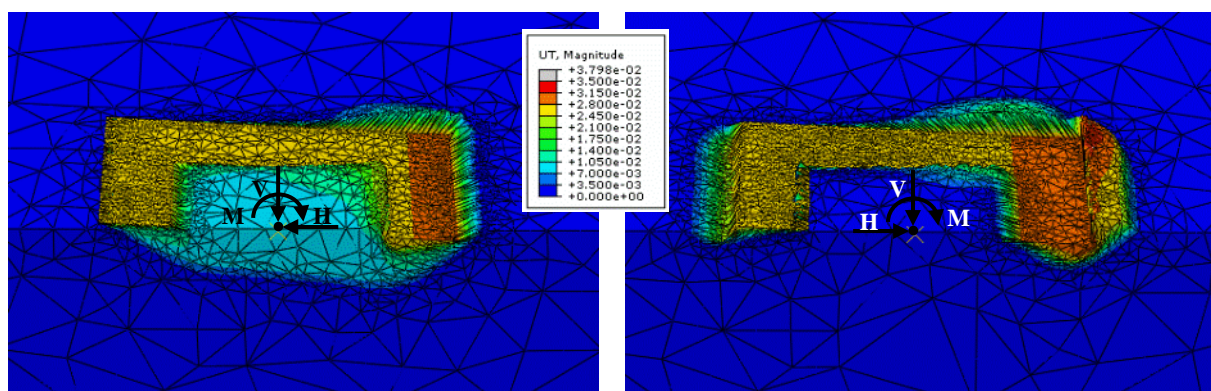 UT, Magnitude
+3.798e-02
+3.500e-02
+3.150e-02
+2.800e-02
+2.450e-02
+2.100e-02
+1.750e-02
+1.400e-02
+1.050e-02
+7.000e-03
+3.500e-03
+0.000e+00
V
M H
V
H M